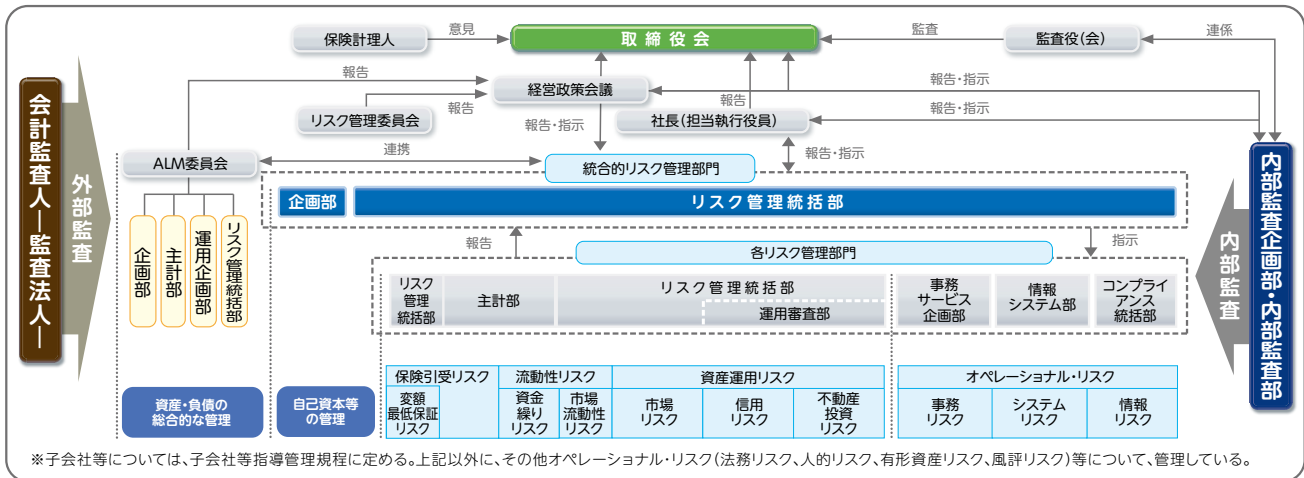 保険計理人
意見
取締役会
監査
監査役(会)
連係
報告
経営政策会議
報告・指示
リスク管理委員会
報告
報告・指示
報告
社長(担当執行役員)
報告・指示
会計監査人―監査法人―
外部監査
ALM委員会
連携
統合的リスク管理部門
報告・指示
企画部
主計部
運用企画部
リスク管理統括部
企画部
リスク管理統括部
報告
各リスク管理部門
指示
内部監査
内部監査企画部・内部監査部
リスク
管理
統括部
主計部
リスク管理統括部
運用審査部
事務
サービス
企画部
情報
システム部
コンプライ
アンス
統括部
資産・負債の
総合的な管理
自己資本等
の管理
保険引受リスク
変額
最低保証
リスク
流動性リスク
資金
繰り
リスク
市場
流動性
リスク
資産運用リスク
市場
リスク
信用
リスク
不動産
投資
リスク
オペレーショナル・リスク
事務
リスク
システム
リスク
情報
リスク
※子会社等については、子会社等指導管理規程に定める。上記以外に、その他オペレーショナル・リスク(法務リスク、人的リスク、有形資産リスク、風評リスク)等について、管理している。